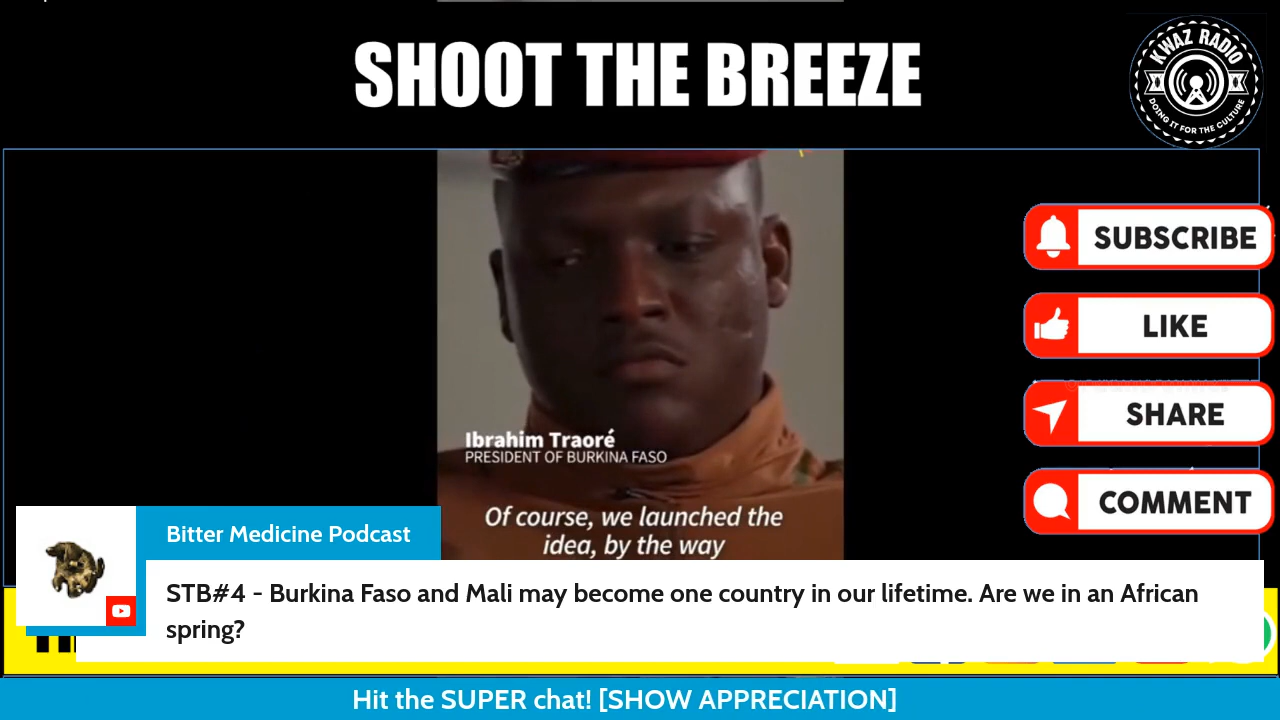 SHOOT THE BREEZE
KWAZ RADIO
DOING IT FOR THE CULTURE
SUBSCRIBE
LIKE
SHARE
COMMENT
Ibrahim Traoré
PRESIDENT OF BURKINA FASO
Of course, we launched the
idea, by the way
Bitter Medicine Podcast
STB#4 - Burkina Faso and Mali may become one country in our lifetime. Are we in an African
spring?
Hit the SUPER chat! [SHOW APPRECIATION]